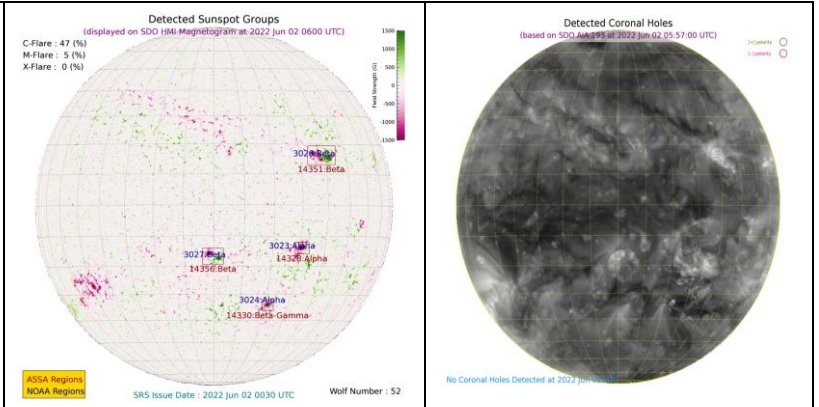 Detected Sunspot Groups
(displayed on SDO HMI Magnetogram at 2022 Jun 02 0600 UTC)
C-Flare : 47 (%)
M-Flare : 5 (%)
X-Flare : 0 (%)
1500
1000
500
0
-500
-1000
-1500
Field Strength (G)
14351:Beta
3023:Alpha
14328:Alpha
3027:Beta
14356:Beta
3024:Alpha
14330:Beta-Gamma
ASSA Regions
NOAA Regions
SRS Issue Date : 2022 Jun 02 0030 UTC
Wolf Number : 52
Detected Coronal Holes
(based on SDO AIA 193 at 2022 Jun 02 05:57:00 UTC)
[+] polarity
[-] polarity
No Coronal Holes Detected at 2022 Jun